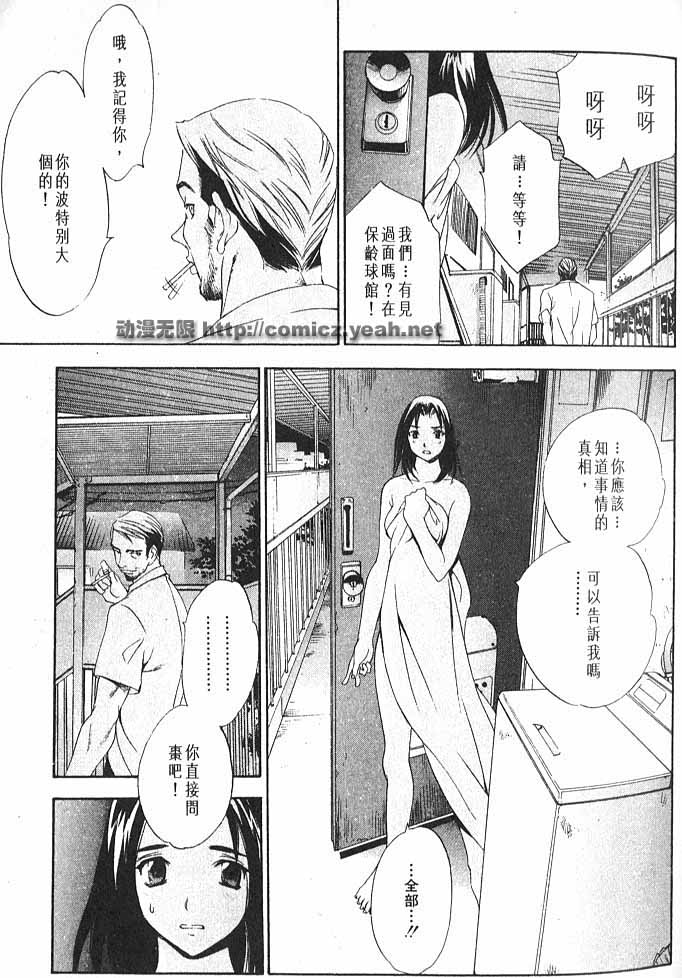 呀呀
呀呀
請…等等！
我們…有見
過面嗎？在
保齡球館！
哦，我記得你，
你的波特別大
個的！
…你應該…
知道事情的
真相，
可以告訴我嗎
………
…全部…!!
………
………
你直接問
棗吧！
动漫无限 http://comicz.yeah.net